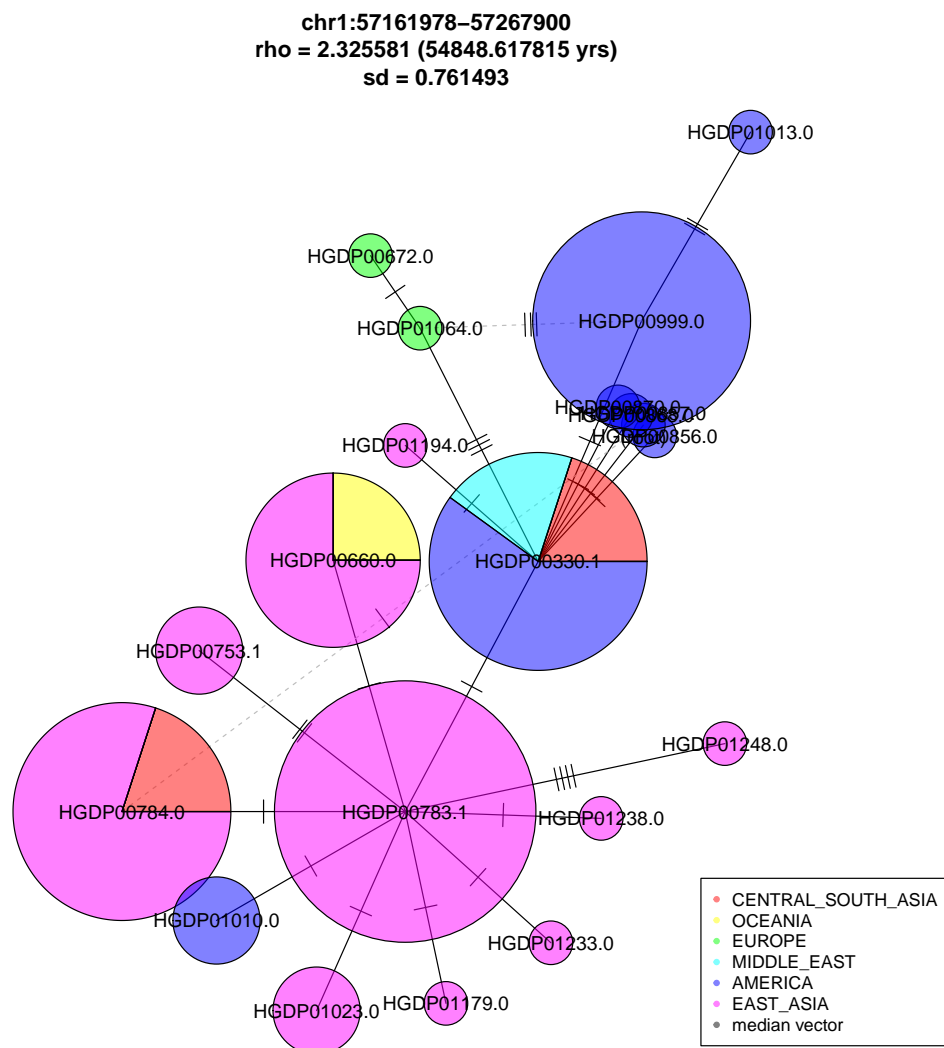 chr1:57161978−57267900
rho = 2.325581 (54848.617815 yrs)
sd = 0.761493
HGDP01013.0
HGDP00672.0
HGDP01064.0
HGDP00999.0
HGDP00870.0
HGDP01194.0
HGDP00856.0
HGDP00660.0
HGDP00330.1
HGDP00753.1
HGDP01248.0
HGDP00784.0
HGDP00783.1
HGDP01238.0
HGDP01010.0
HGDP01233.0
HGDP01023.0
HGDP01179.0
CENTRAL_SOUTH_ASIA
OCEANIA
EUROPE
MIDDLE_EAST
AMERICA
EAST_ASIA
median vector